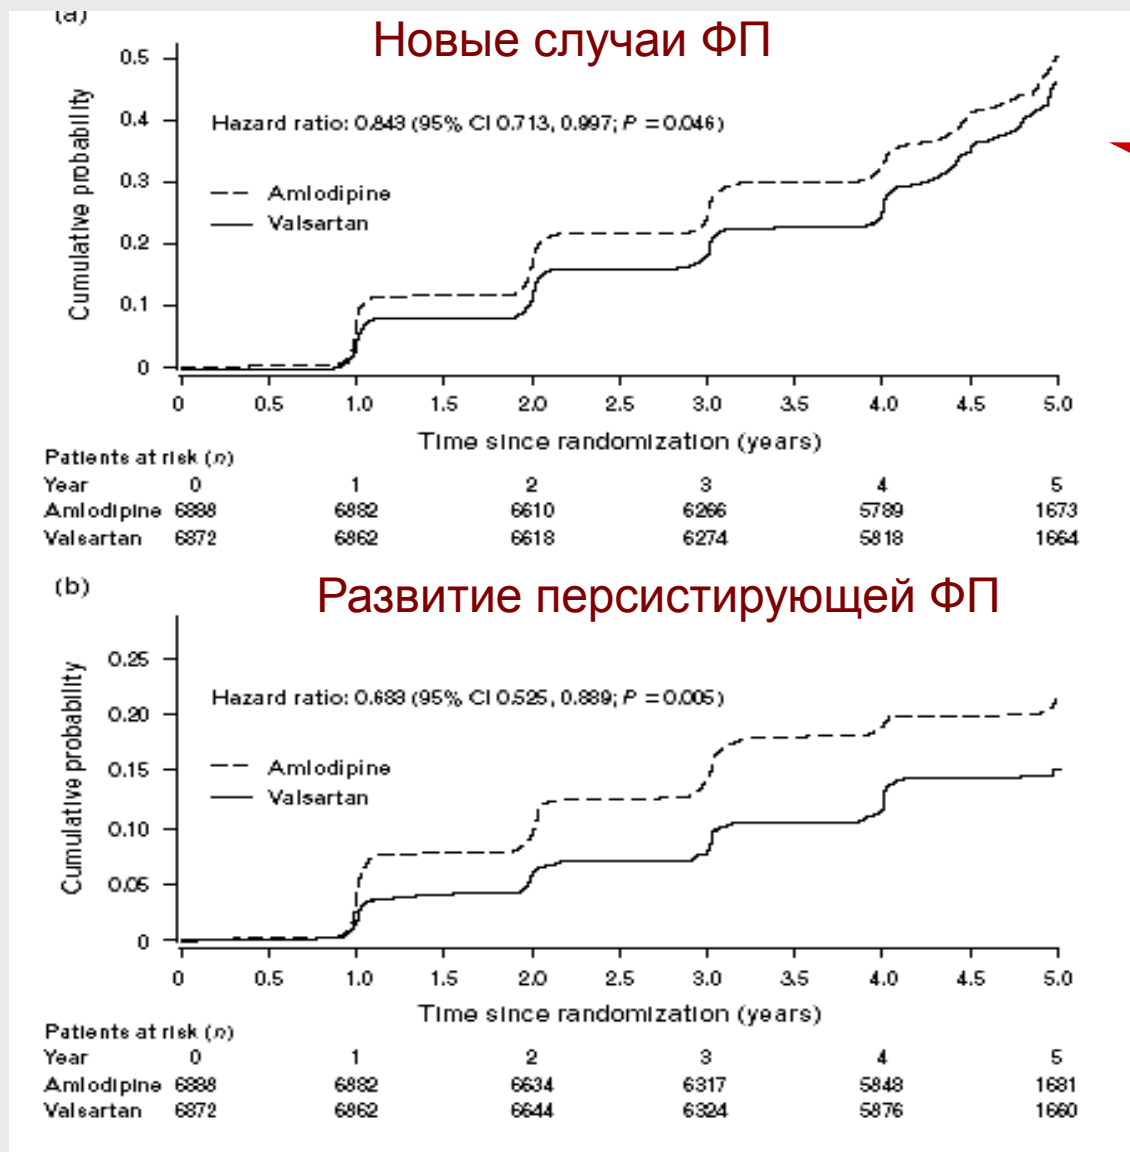 (a)
Новые случаи ФП
0.5
0.4
0.3
0.2
0.1
0
Cumulative probability
Hazard ratio: 0.843 (95% CI 0.713, 0.997; P = 0.046)
Amlodipine
Valsartan
0 0.5 1.0 1.5 2.0 2.5 3.0 3.5 4.0 4.5 5.0
Time since randomization (years)
Patients at risk (n)
Year 0 1 2 3 4 5
Amlodipine 6888 6882 6610 6266 5789 1673
Valsartan 6872 6862 6618 6274 5818 1664
(b)
Развитие персистирующей ФП
0.25
0.20
0.15
0.10
0.05
0
Cumulative probability
Hazard ratio: 0.683 (95% CI 0.525, 0.889; P = 0.005)
Amlodipine
Valsartan
0 0.5 1.0 1.5 2.0 2.5 3.0 3.5 4.0 4.5 5.0
Time since randomization (years)
Patients at risk (n)
Year 0 1 2 3 4 5
Amlodipine 6888 6882 6634 6317 5848 1681
Valsartan 6872 6862 6644 6324 5876 1660